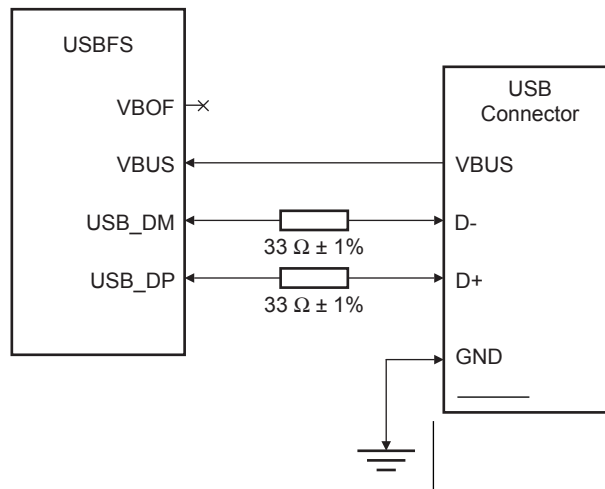 USBFS
USB
Connector
VBOF
VBUS
VBUS
USB_DM
D-
33 Ω ± 1%
USB_DP
D+
33 Ω ± 1%
GND